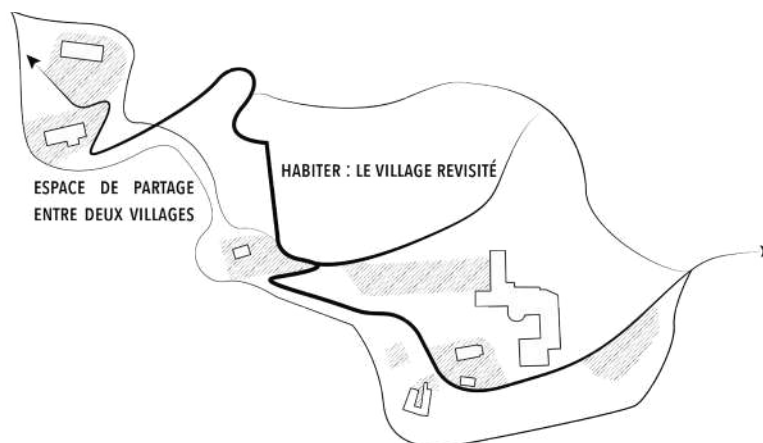 HABITER : LE VILLAGE REVISITÉ
ESPACE DE PARTAGE
ENTRE DEUX VILLAGES